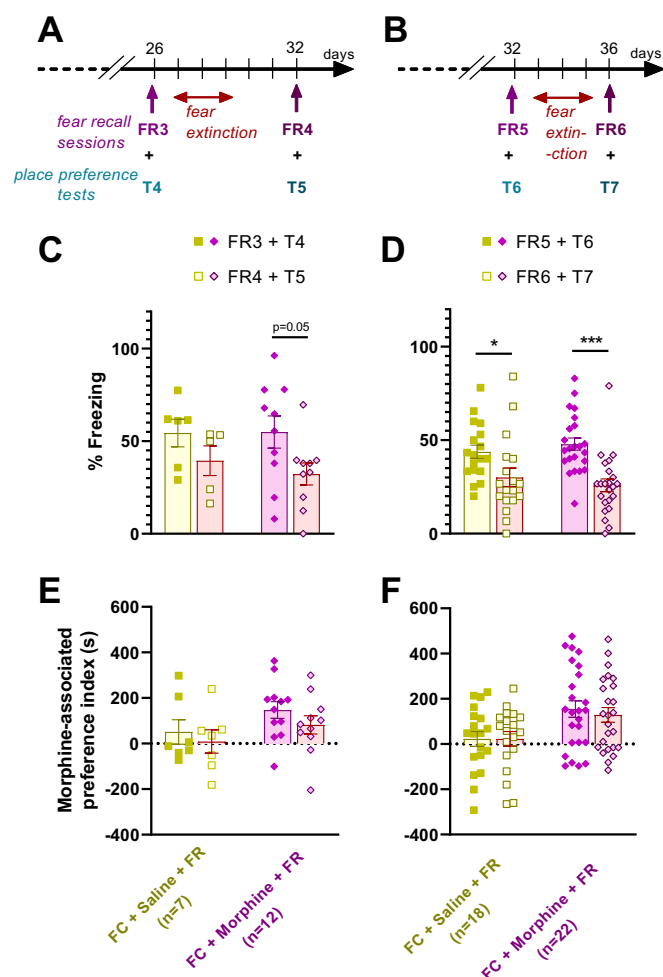 A
26
32
days
fear recall
sessions
FR3
fear
extinction
FR4
+
+
place preference
tests
T4
T5
B
32
36
days
FR5
fear
extin-
-ction
FR6
+
+
T6
T7
C
FR3 + T4
FR4 + T5
% Freezing
100
50
0
p=0.05
D
FR5 + T6
FR6 + T7
100
50
0
*
***
E
Morphine-associated
preference index (s)
600
400
200
0
-200
-400
FC + Saline + FR
(n=7)
FC + Morphine + FR
(n=12)
F
600
400
200
0
-200
-400
FC + Saline + FR
(n=18)
FC + Morphine + FR
(n=22)